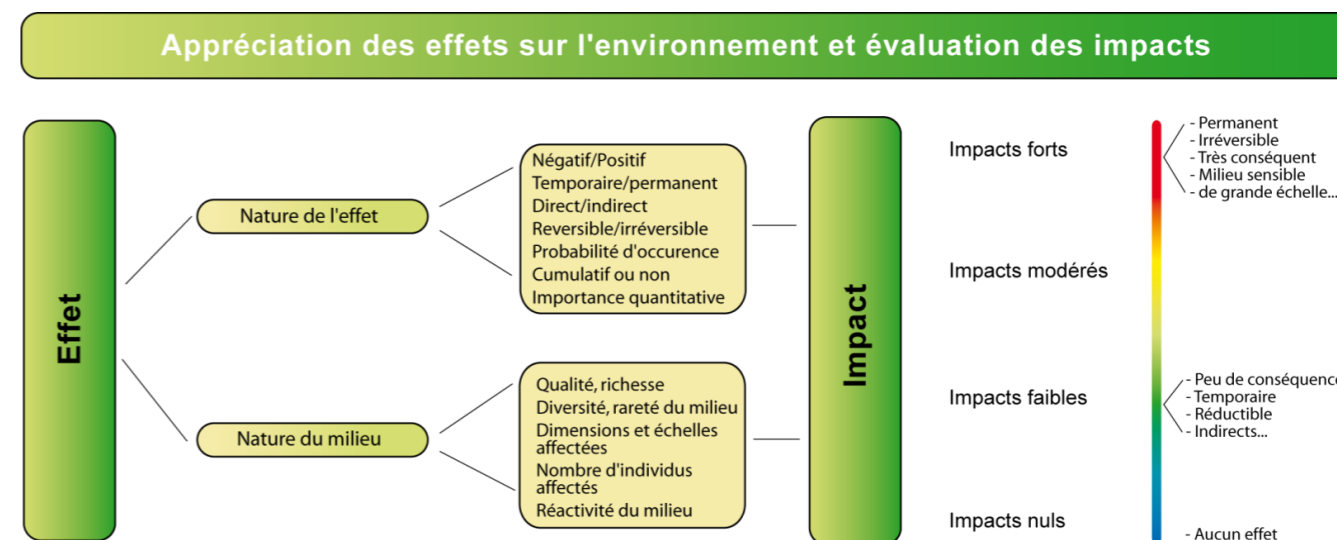 Appréciation des effets sur l'environnement et évaluation des impacts
Effet
Nature de l'effet
Négatif/Positif
Temporaire/permanent
Direct/indirect
Reversible/irréversible
Probabilité d'occurence
Cumulatif ou non
Importance quantitative
Nature du milieu
Qualité, richesse
Diversité, rareté du milieu
Dimensions et échelles
affectées
Nombre d'individus
affectés
Réactivité du milieu
Impact
Impacts forts
- Permanent
- Irréversible
- Très conséquent
- Milieu sensible
- de grande échelle...
Impacts modérés
Impacts faibles
- Peu de conséquence
- Temporaire
- Réductible
- Indirects...
Impacts nuls
- Aucun effet